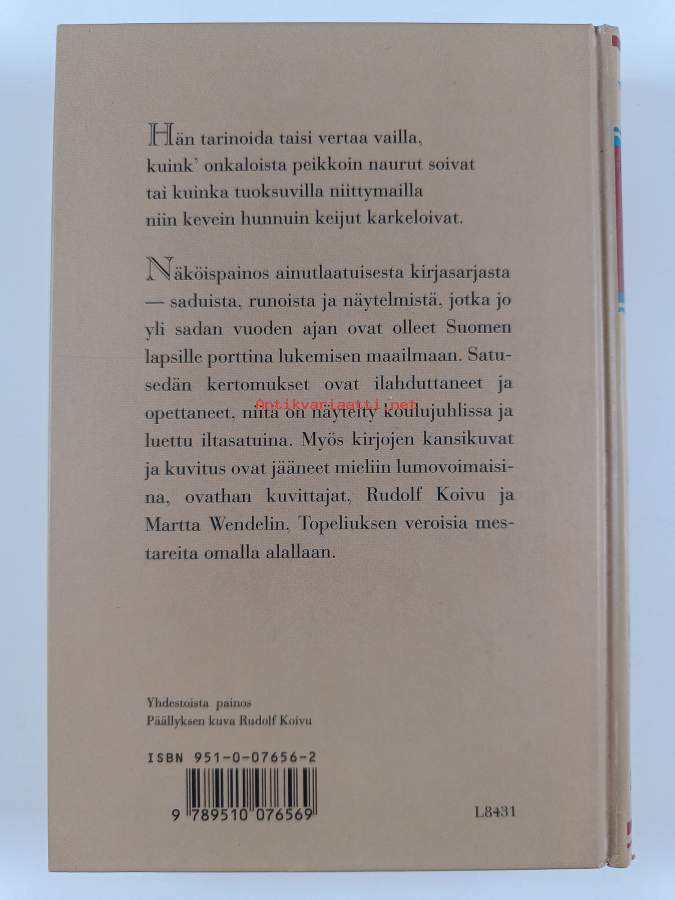 Hän tarinoida taisi vertaa vailla,
kuink' onkaloista peikkoin naurut soivat
tai kuinka tuoksuvilla niittymailla
niin kevein hunnuin keijut karkeloivat.
Näköispainos ainutlaatuisesta kirjasarjasta
— saduista, runoista ja näytelmistä, jotka jo
yli sadan vuoden ajan ovat olleet Suomen
lapsille porttina lukemisen maailmaan. Satu-
sedän kertomukset ovat ilahduttaneet ja
Antikvariaatti.net
opettaneet, niitä on näytelty koulujuhlissa ja
luettu iltasatuina. Myös kirjojen kansikuvat
ja kuvitus ovat jääneet mieliin lumovoimaisi-
na, ovathan kuvittajat, Rudolf Koivu ja
Martta Wendelin, Topeliuksen veroisia mes-
tareita omalla alallaan.
Yhdestoista painos
Päällyksen kuva Rudolf Koivu
ISBN 951-0-07656-2
9 789510 076569
L8431